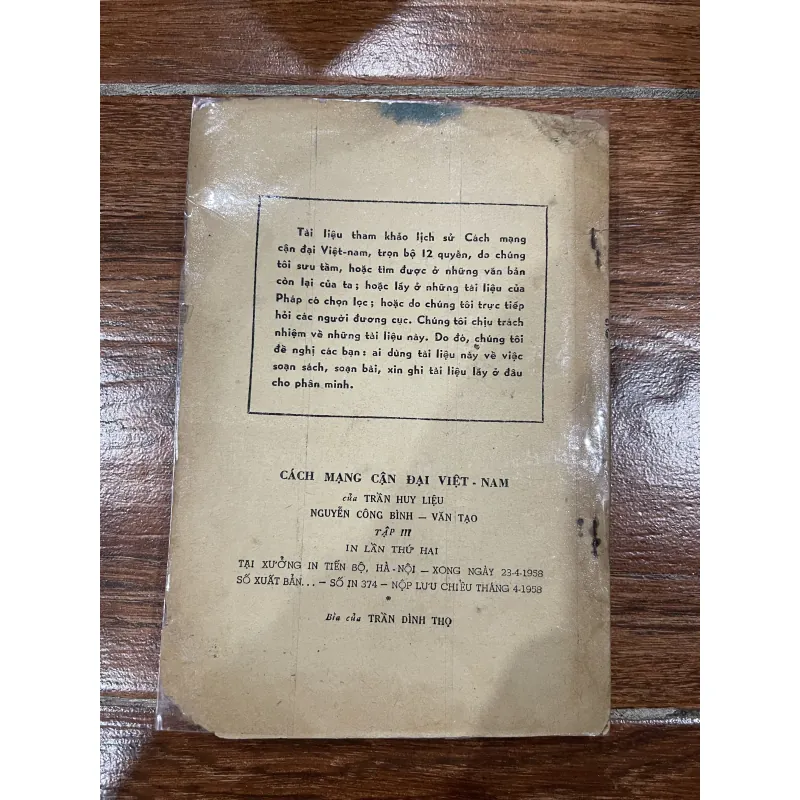 Tài liệu tham khảo lịch sử Cách mạng
cận đại Việt-nam, trọn bộ 12 quyển, do chúng
tôi sưu tầm, hoặc tìm được ở những văn bản
còn lại của ta; hoặc lấy ở những tài liệu của
Pháp có chọn lọc; hoặc do chúng tôi trực tiếp
hỏi các người đương cục. Chúng tôi chịu trách
nhiệm về những tài liệu này. Do đó, chúng tôi
đề nghị các bạn: ai dùng tài liệu nầy về việc
soạn sách, soạn bài, xin ghi tài liệu lấy ở đâu
cho phân minh.
CÁCH MẠNG CẬN ĐẠI VIỆT - NAM
của TRẦN HUY LIỆU
NGUYỄN CÔNG BÌNH — VĂN TẠO
TẬP III
IN LẦN THỨ HAI
TẠI XƯỞNG IN TIẾN BỘ, HÀ-NỘI — XONG NGÀY 23-4-1958
SỐ XUẤT BẢN... — SỐ IN 374 — NỘP LƯU CHIỂU THÁNG 4-1958
*
Bìa của TRẦN ĐÌNH THỌ